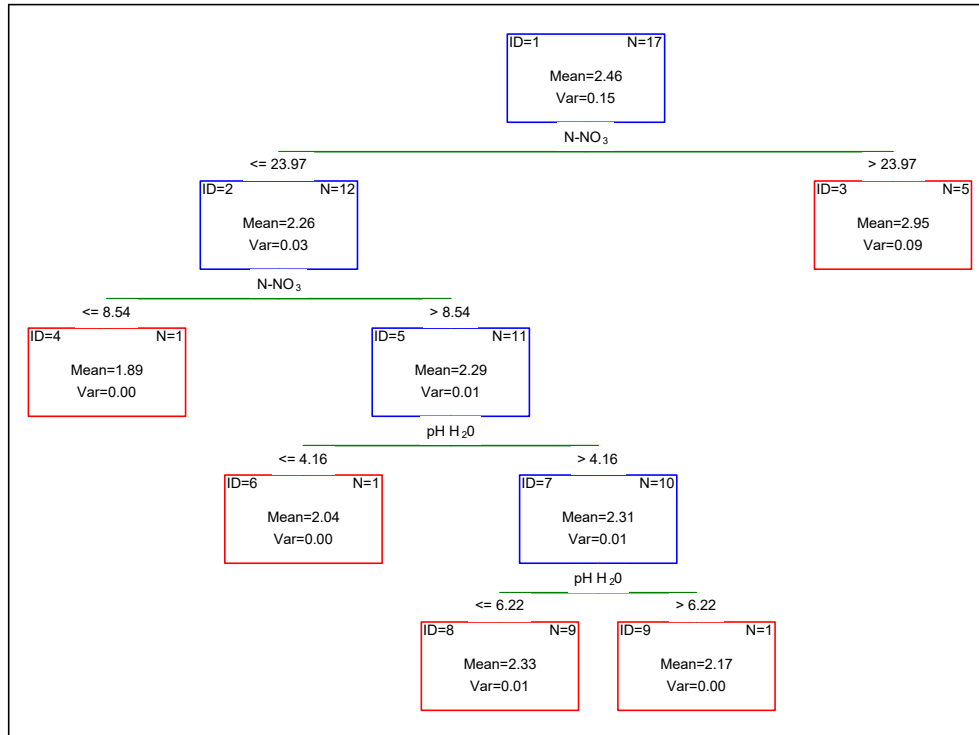 ID=1 N=17
Mean=2.46
Var=0.15
N-NO₃
<= 23.97 > 23.97
ID=2 N=12 ID=3 N=5
Mean=2.26 Mean=2.95
Var=0.03 Var=0.09
N-NO₃
<= 8.54 > 8.54
ID=4 N=1 ID=5 N=11
Mean=1.89 Mean=2.29
Var=0.00 Var=0.01
pH H₂0
<= 4.16 > 4.16
ID=6 N=1 ID=7 N=10
Mean=2.04 Mean=2.31
Var=0.00 Var=0.01
pH H₂0
<= 6.22 > 6.22
ID=8 N=9 ID=9 N=1
Mean=2.33 Mean=2.17
Var=0.01 Var=0.00